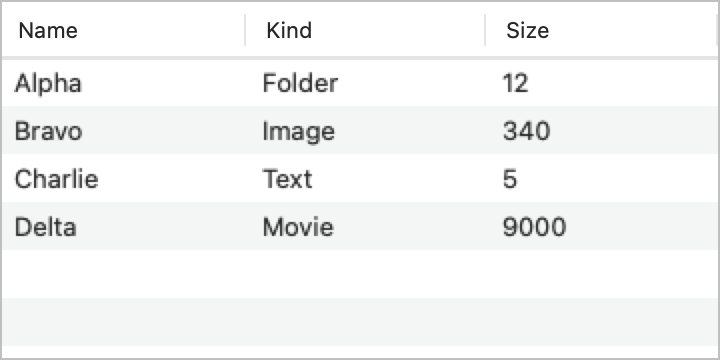 Name Kind Size
Alpha Folder 12
Bravo Image 340
Charlie Text 5
Delta Movie 9000